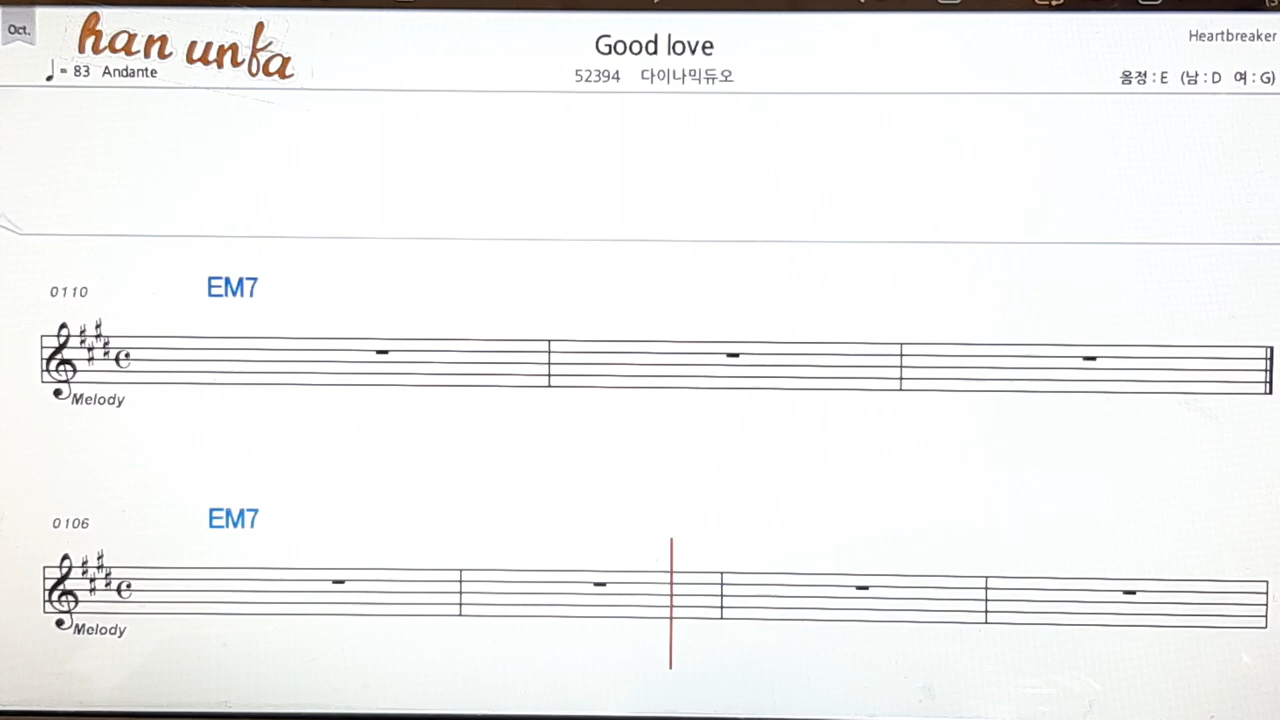 Oct.
han unfa
♩= 83 Andante
Good love
52394 다이나믹듀오
Heartbreaker
음정 : E (남 : D 여 : G)
0110
EM7
Melody
0106
EM7
Melody